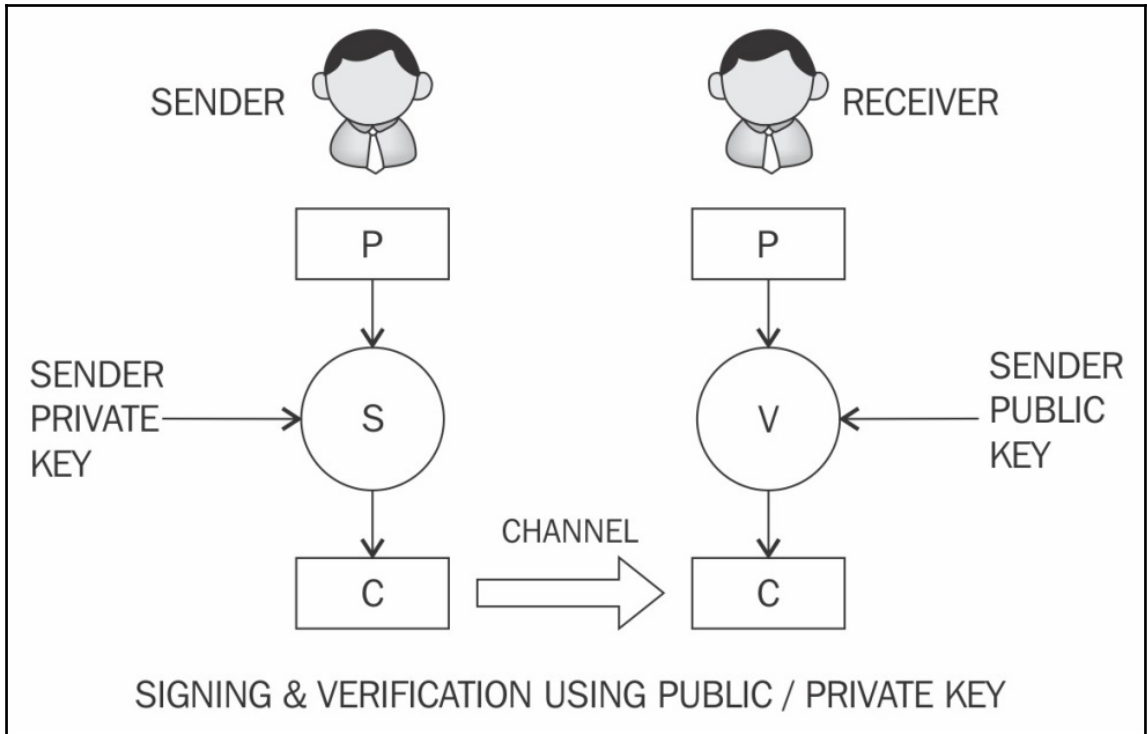 SENDER
RECEIVER
P
P
SENDER
PRIVATE
KEY
S
V
SENDER
PUBLIC
KEY
CHANNEL
C
C
SIGNING & VERIFICATION USING PUBLIC / PRIVATE KEY